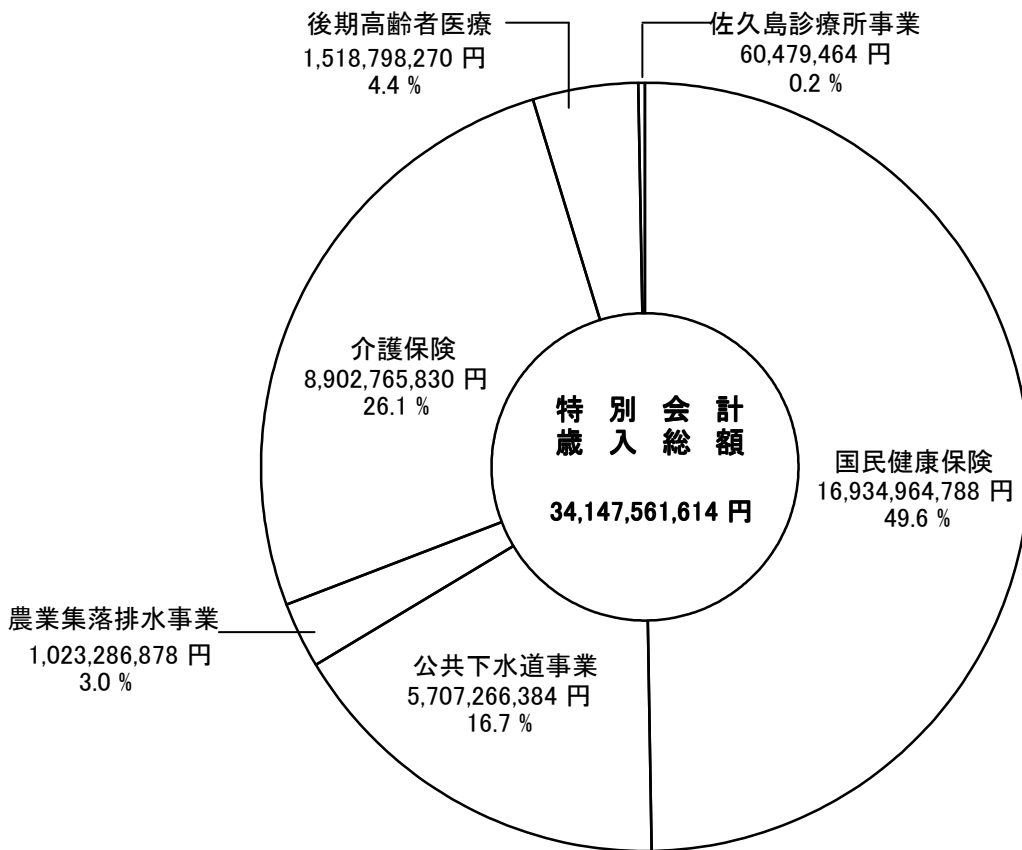 後期高齢者医療
1,518,798,270 円
4.4 %
佐久島診療所事業
60,479,464 円
0.2 %
介護保険
8,902,765,830 円
26.1 %
特 別 会 計
歳 入 総 額
34,147,561,614 円
国民健康保険
16,934,964,788 円
49.6 %
農業集落排水事業
1,023,286,878 円
3.0 %
公共下水道事業
5,707,266,384 円
16.7 %